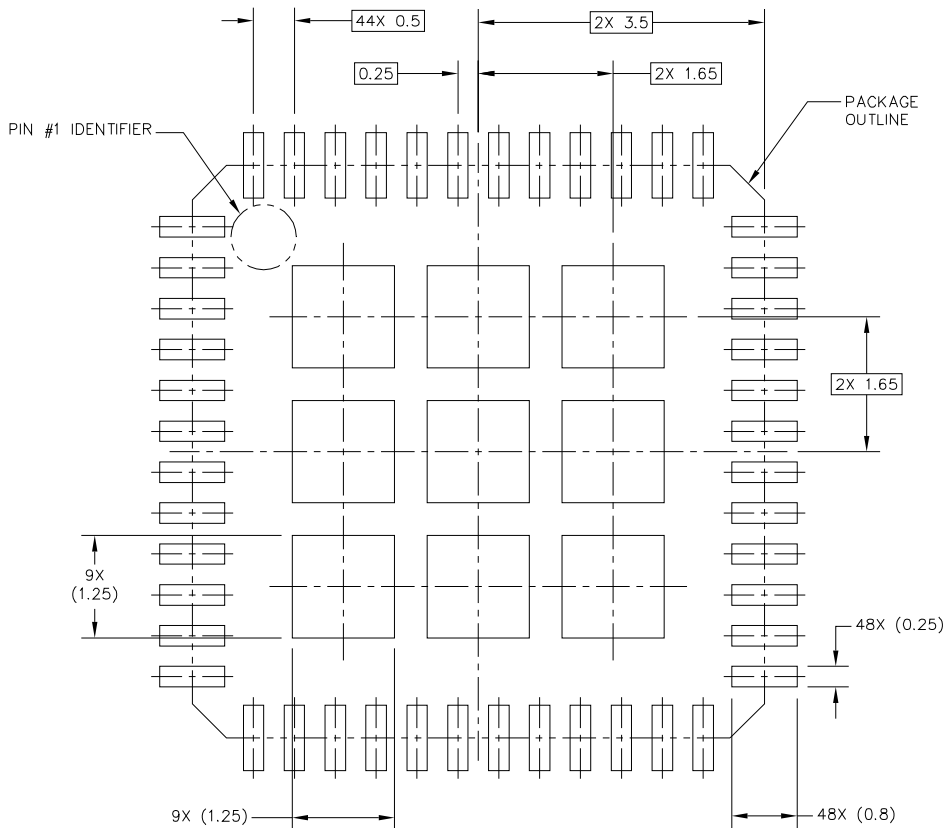 44X 0.5
2X 3.5
0.25
2X 1.65
PIN #1 IDENTIFIER
PACKAGE
OUTLINE
2X 1.65
9X
(1.25)
48X (0.25)
9X (1.25)
48X (0.8)